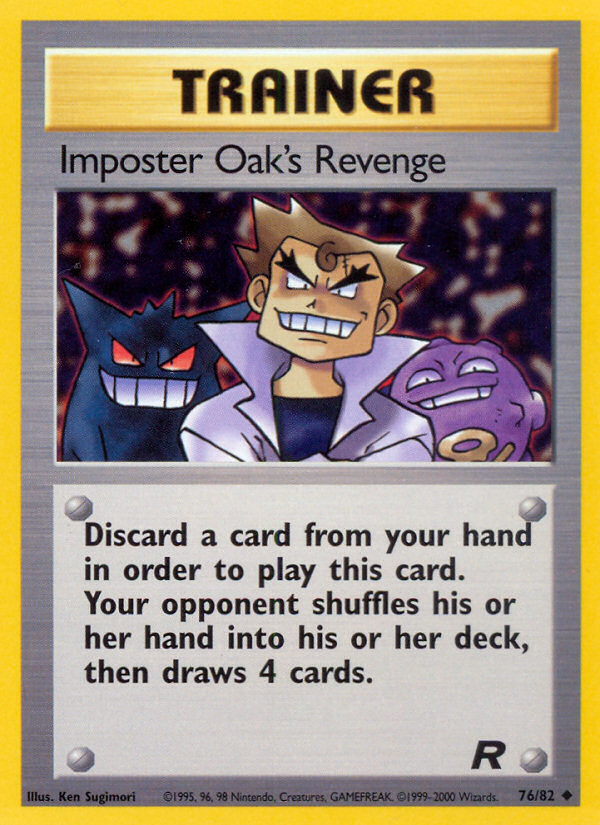 TRAINER
Imposter Oak's Revenge
Discard a card from your hand
in order to play this card.
Your opponent shuffles his or
her hand into his or her deck,
then draws 4 cards.
R
Illus. Ken Sugimori ©1995, 96, 98 Nintendo, Creatures, GAMEFREAK. ©1999-2000 Wizards. 76/82 ◆